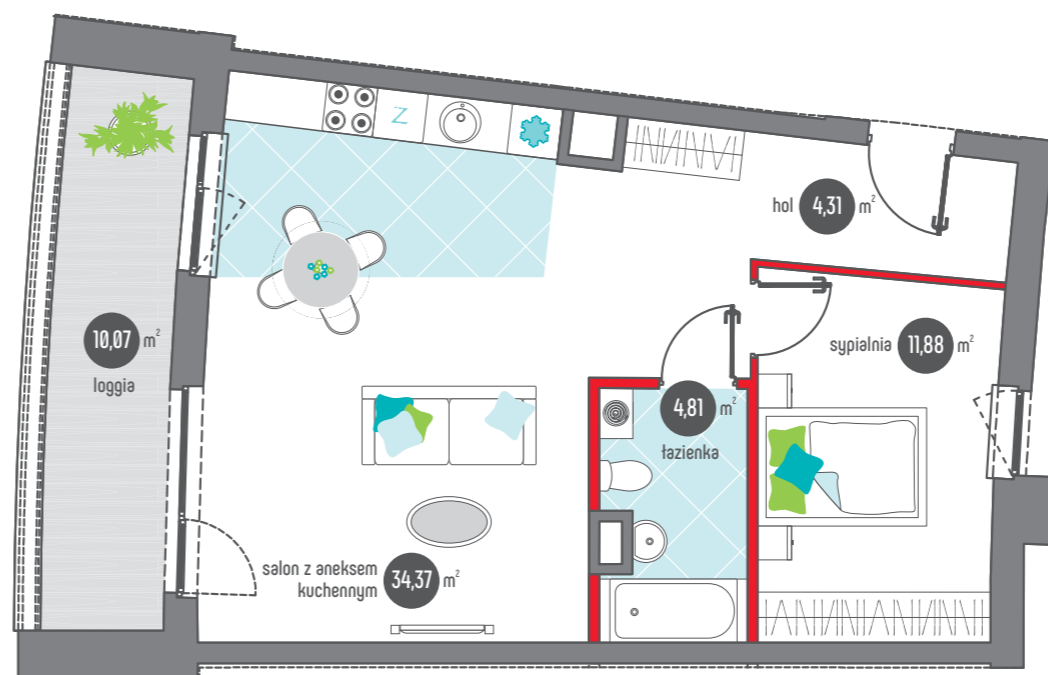 Z
hol 4,31 m²
10,07 m²
loggia
sypialnia 11,88 m²
4,81 m²
łazienka
salon z aneksem
kuchennym 34,37 m²